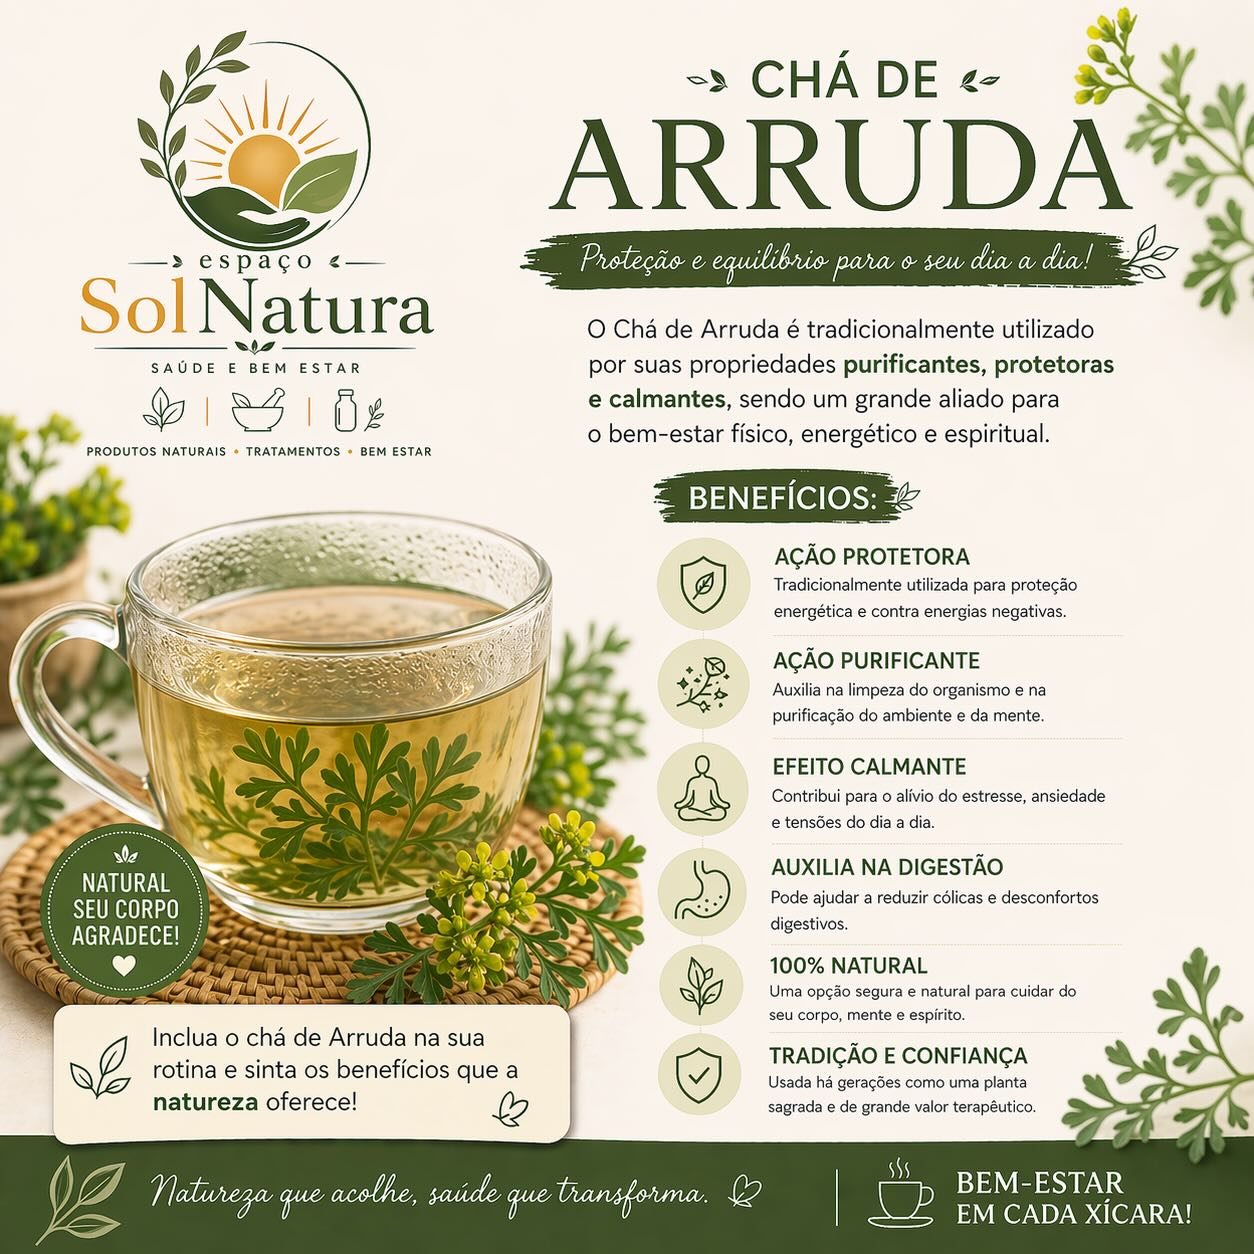 espaço
SolNatura
SAÚDE E BEM ESTAR
PRODUTOS NATURAIS • TRATAMENTOS • BEM ESTAR
CHÁ DE
ARRUDA
Proteção e equilíbrio para o seu dia a dia!
O Chá de Arruda é tradicionalmente utilizado
por suas propriedades purificantes, protetoras
e calmantes, sendo um grande aliado para
o bem-estar físico, energético e espiritual.
BENEFÍCIOS:
AÇÃO PROTETORA
Tradicionalmente utilizada para proteção
energética e contra energias negativas.
AÇÃO PURIFICANTE
Auxilia na limpeza do organismo e na
purificação do ambiente e da mente.
EFEITO CALMANTE
Contribui para o alívio do estresse, ansiedade
e tensões do dia a dia.
AUXILIA NA DIGESTÃO
Pode ajudar a reduzir cólicas e desconfortos
digestivos.
100% NATURAL
Uma opção segura e natural para cuidar do
seu corpo, mente e espírito.
TRADIÇÃO E CONFIANÇA
Usada há gerações como uma planta
sagrada e de grande valor terapêutico.
NATURAL
SEU CORPO
AGRADECE!
Inclua o chá de Arruda na sua
rotina e sinta os benefícios que a
natureza oferece!
Natureza que acolhe, saúde que transforma.
BEM-ESTAR
EM CADA XÍCARA!